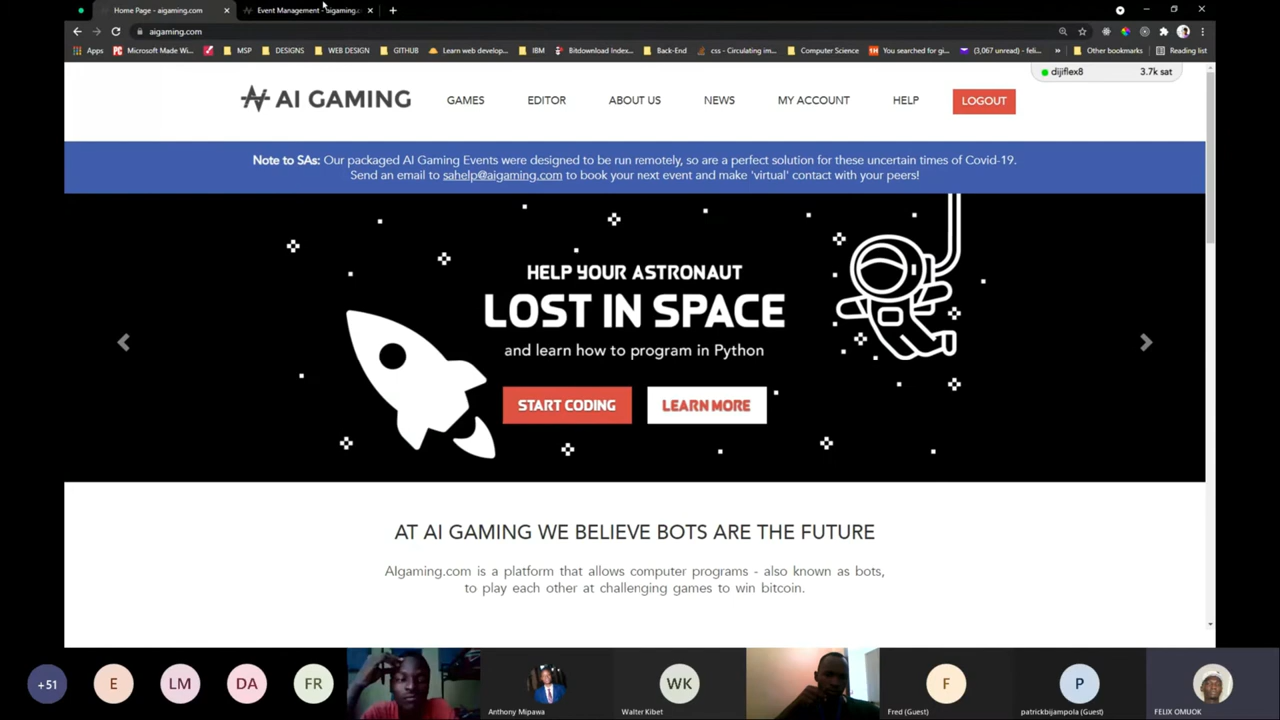 Home Page - aigaming.com
Event Management - aigaming.c
aigaming.com
Apps
Microsoft Made Wi...
MSP
DESIGNS
WEB DESIGN
GITHUB
Learn web develop...
IBM
Bitdownload Index...
Back-End
css - Circulating im...
Computer Science
You searched for gi...
(3,067 unread) - feli...
»
Other bookmarks
Reading list
dijiflex8 3.7k sat
AI GAMING
GAMES
EDITOR
ABOUT US
NEWS
MY ACCOUNT
HELP
LOGOUT
Note to SAs: Our packaged AI Gaming Events were designed to be run remotely, so are a perfect solution for these uncertain times of Covid-19.
Send an email to sahelp@aigaming.com to book your next event and make 'virtual' contact with your peers!
HELP YOUR ASTRONAUT
LOST IN SPACE
and learn how to program in Python
START CODING
LEARN MORE
AT AI GAMING WE BELIEVE BOTS ARE THE FUTURE
AIgaming.com is a platform that allows computer programs - also known as bots,
to play each other at challenging games to win bitcoin.
+51
E
LM
DA
FR
Anthony Mipawa
WK
Walter Kibet
F
Fred (Guest)
P
patrickbijampola (Guest)
FELIX OMUOK